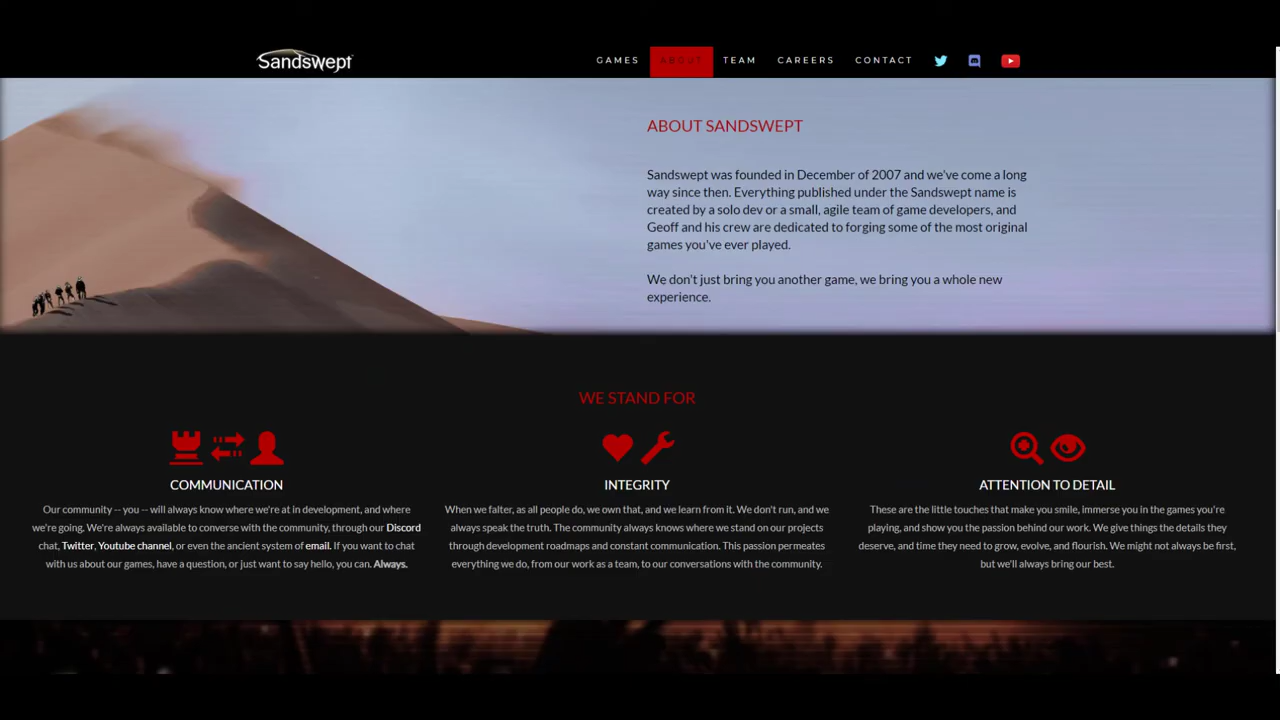 Sandswept
GAMES ABOUT TEAM CAREERS CONTACT
ABOUT SANDSWEPT
Sandswept was founded in December of 2007 and we've come a long
way since then. Everything published under the Sandswept name is
created by a solo dev or a small, agile team of game developers, and
Geoff and his crew are dedicated to forging some of the most original
games you've ever played.
We don't just bring you another game, we bring you a whole new
experience.
WE STAND FOR
COMMUNICATION
Our community -- you -- will always know where we're at in development, and where
we're going. We're always available to converse with the community, through our Discord
chat, Twitter, Youtube channel, or even the ancient system of email. If you want to chat
with us about our games, have a question, or just want to say hello, you can. Always.
INTEGRITY
When we falter, as all people do, we own that, and we learn from it. We don't run, and we
always speak the truth. The community always knows where we stand on our projects
through development roadmaps and constant communication. This passion permeates
everything we do, from our work as a team, to our conversations with the community.
ATTENTION TO DETAIL
These are the little touches that make you smile, immerse you in the games you're
playing, and show you the passion behind our work. We give things the details they
deserve, and time they need to grow, evolve, and flourish. We might not always be first,
but we'll always bring our best.